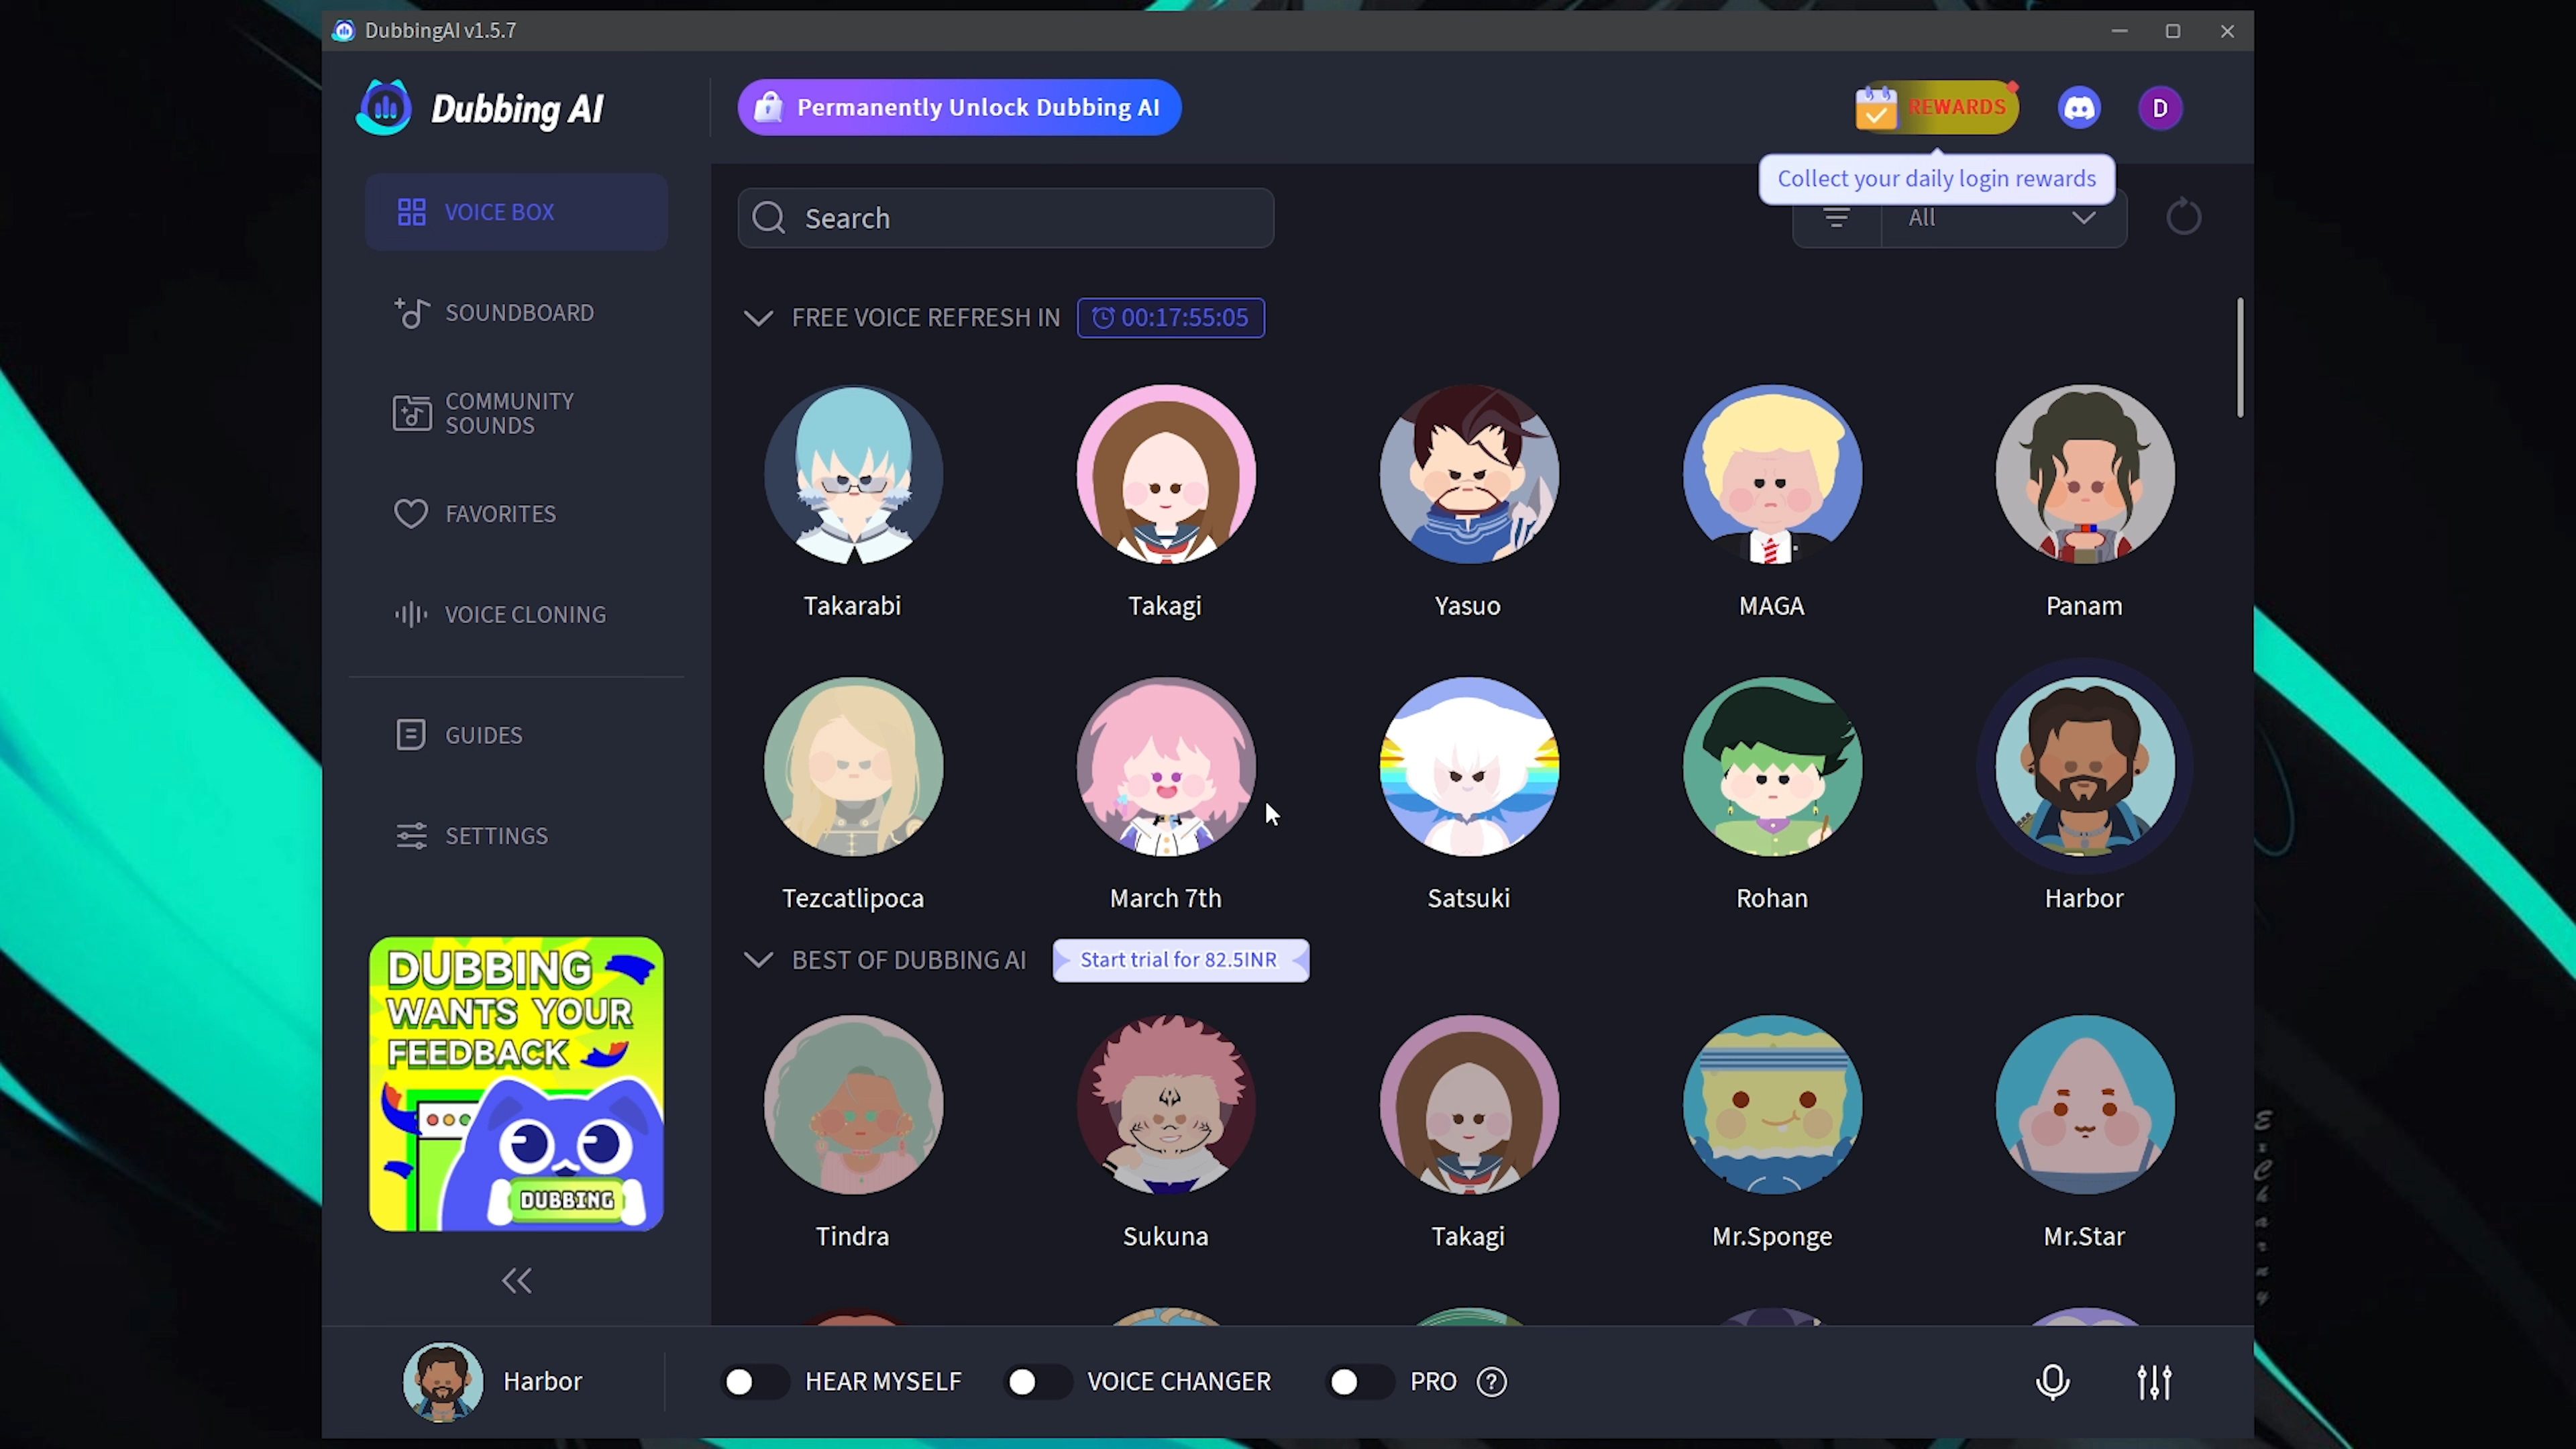 DubbingAI v1.5.7
Dubbing AI
Permanently Unlock Dubbing AI
REWARDS
D
Collect your daily login rewards
VOICE BOX
Search
All
SOUNDBOARD
FREE VOICE REFRESH IN 00:17:55:05
COMMUNITY
SOUNDS
FAVORITES
VOICE CLONING
GUIDES
SETTINGS
Takarabi
Takagi
Yasuo
MAGA
Panam
Tezcatlipoca
March 7th
Satsuki
Rohan
Harbor
BEST OF DUBBING AI
Start trial for 82.5INR
Tindra
Sukuna
Takagi
Mr.Sponge
Mr.Star
DUBBING
WANTS YOUR
FEEDBACK
DUBBING
Harbor
HEAR MYSELF
VOICE CHANGER
PRO
?